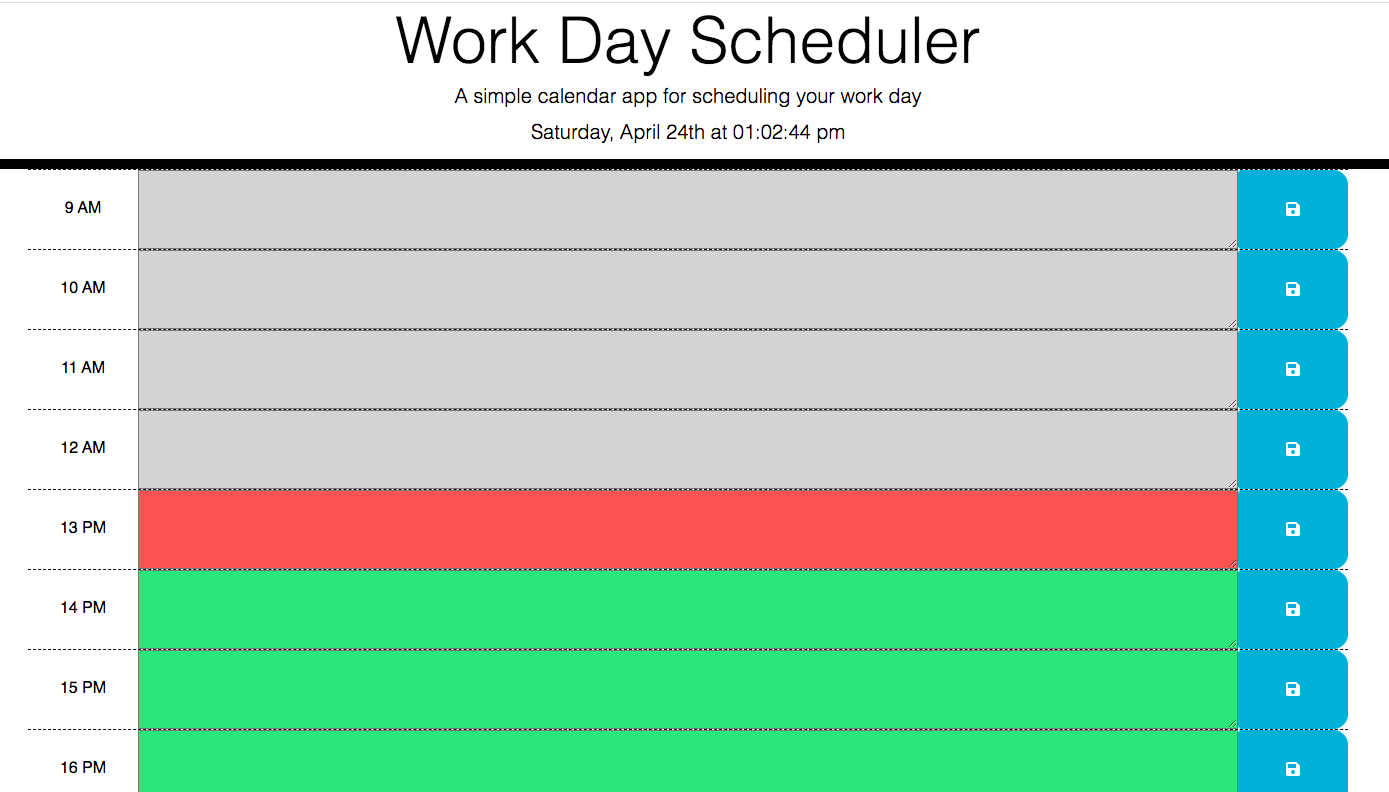 Work Day Scheduler
A simple calendar app for scheduling your work day
Saturday, April 24th at 01:02:44 pm
9 AM
10 AM
11 AM
12 AM
13 PM
14 PM
15 PM
16 PM